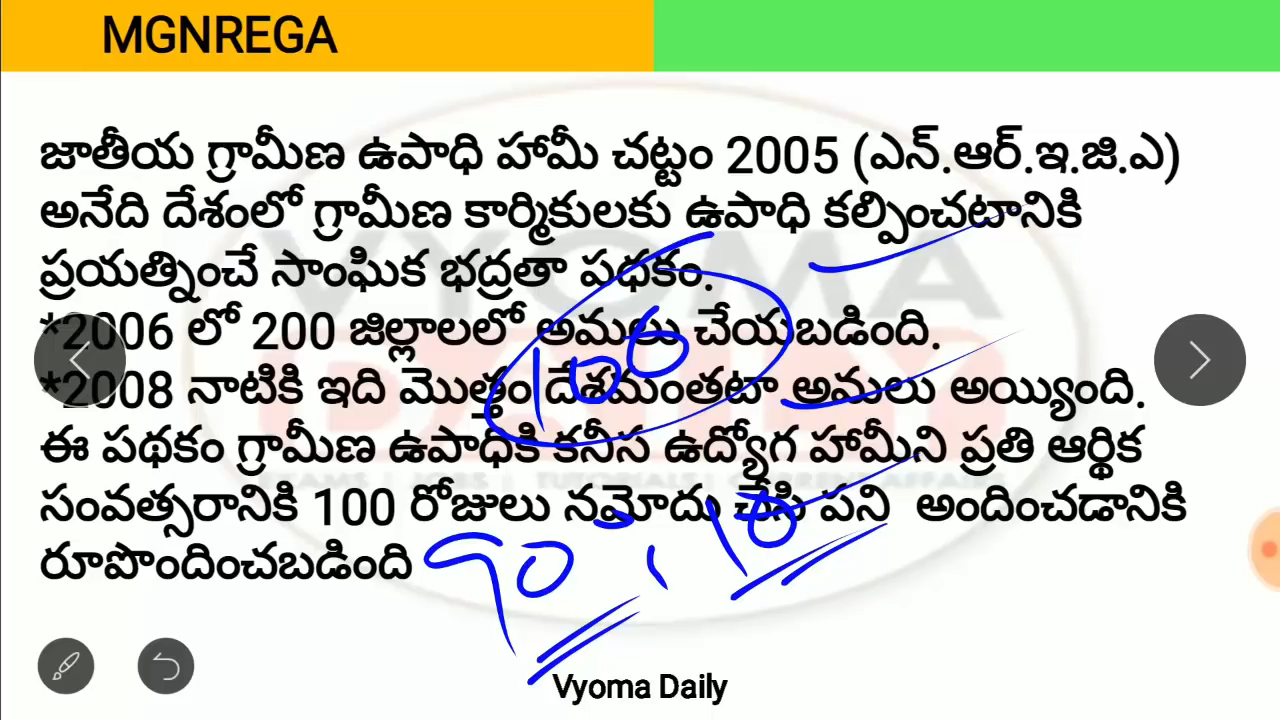 MGNREGA
జాతీయ గ్రామీణ ఉపాధి హామీ చట్టం 2005 (ఎన్.ఆర్.ఇ.జి.ఎ)
అనేది దేశంలో గ్రామీణ కార్మికులకు ఉపాధి కల్పించటానికి
ప్రయత్నించే సాంఘిక భద్రతా పథకం.
*2006 లో 200 జిల్లాలలో అమలు చేయబడింది.
*2008 నాటికి ఇది మొత్తం దేశమంతటా అమలు అయ్యింది.
ఈ పథకం గ్రామీణ ఉపాధికి కనీస ఉద్యోగ హామీని ప్రతి ఆర్థిక
సంవత్సరానికి 100 రోజులు నమోదు చేసి పని అందించడానికి
రూపొందించబడింది
100
90 , 10
Vyoma Daily